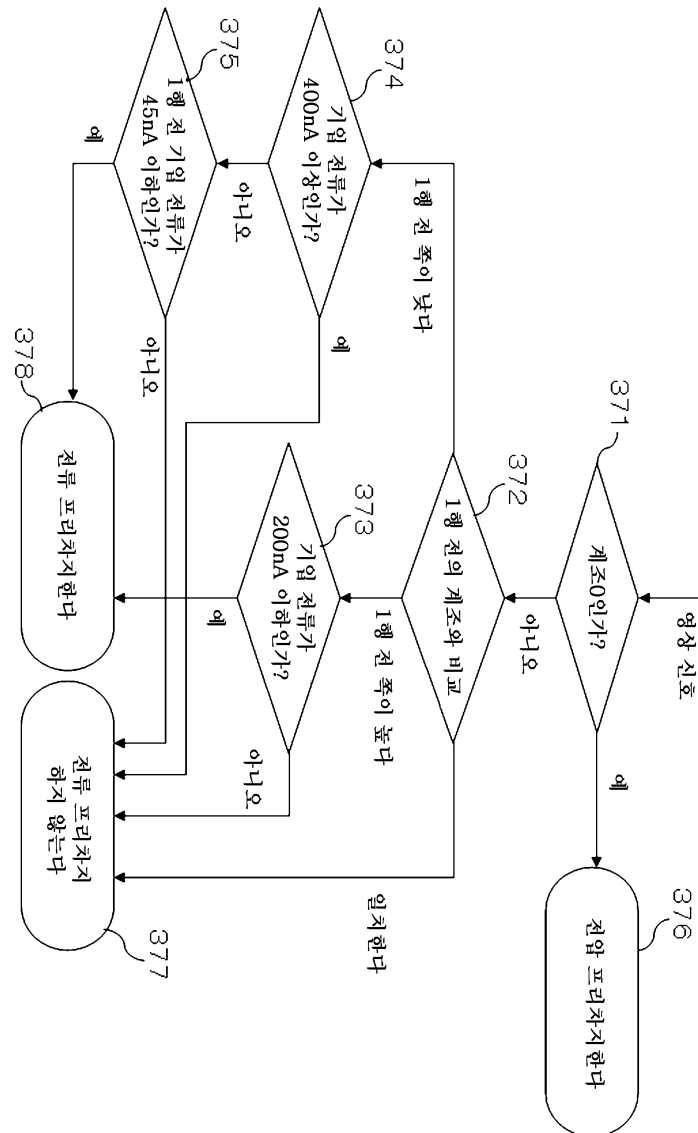 영상 신호
371
계조0인가?
예
376
전압 프리차지한다
아니오
372
1행 전의 계조와 비교
1행 전 쪽이 낮다
1행 전 쪽이 높다
일치한다
374
기입 전류가
400nA 이상인가?
아니오
예
373
기입 전류가
200nA 이하인가?
예
아니오
375
1행 전 기입 전류가
45nA 이하인가?
예
아니오
378
전류 프리차지한다
전류 프리차지
하지 않는다
377